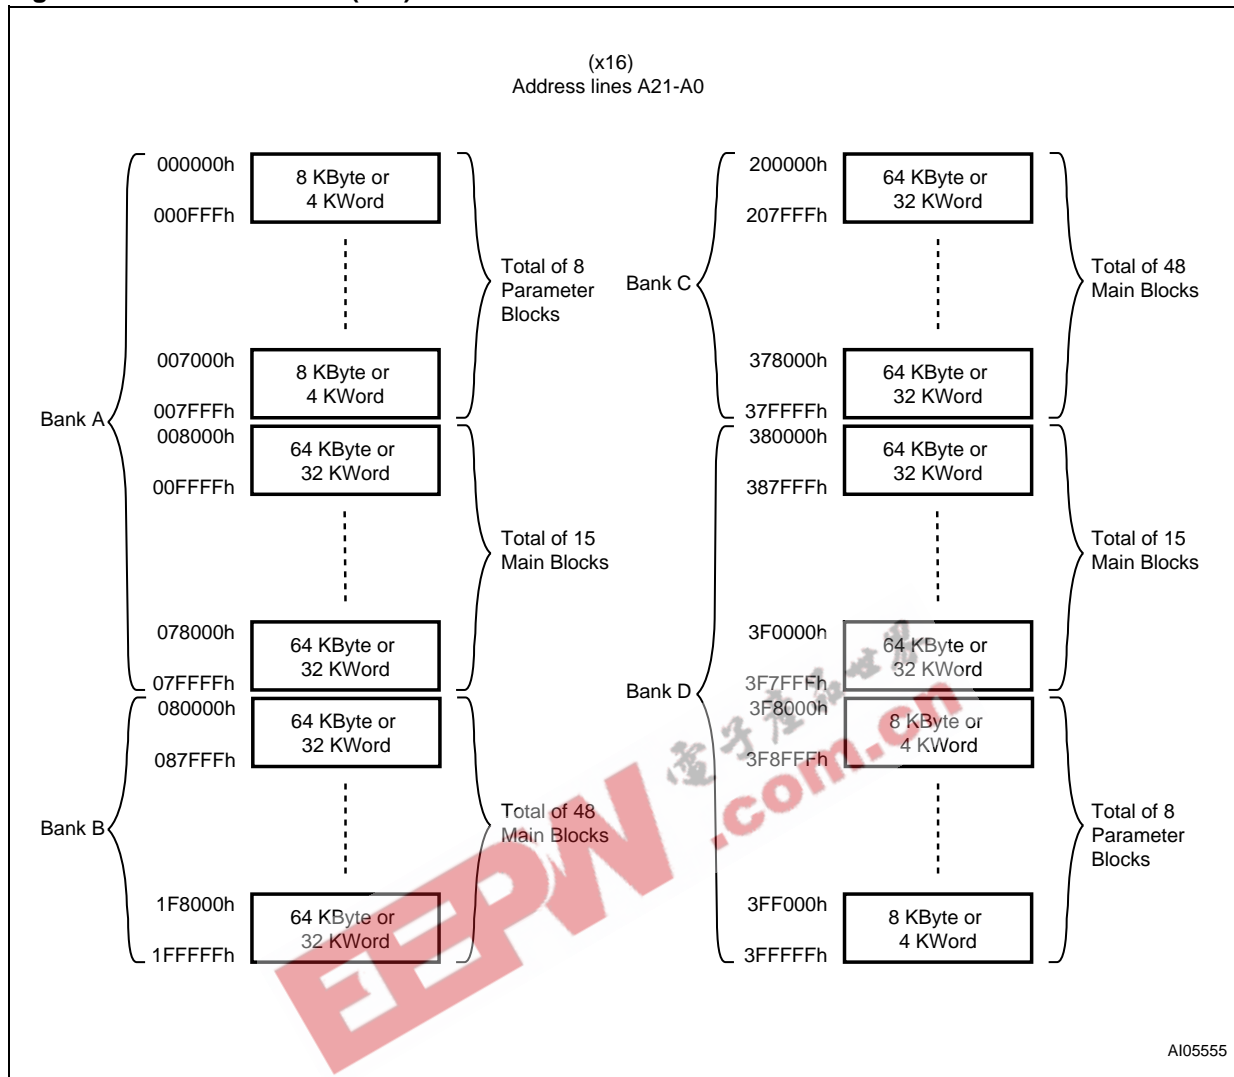 (x16)
Address lines A21-A0
Bank A
000000h
8 KByte or
4 KWord
000FFFh
Total of 8
Parameter
Blocks
007000h
8 KByte or
4 KWord
007FFFh
008000h
64 KByte or
32 KWord
00FFFFh
Total of 15
Main Blocks
078000h
64 KByte or
32 KWord
07FFFFh
Bank B
080000h
64 KByte or
32 KWord
087FFFh
Total of 48
Main Blocks
1F8000h
64 KByte or
32 KWord
1FFFFFh
Bank C
200000h
64 KByte or
32 KWord
207FFFh
Total of 48
Main Blocks
378000h
64 KByte or
32 KWord
37FFFFh
Bank D
380000h
64 KByte or
32 KWord
387FFFh
Total of 15
Main Blocks
3F0000h
64 KByte or
32 KWord
3F7FFFh
3F8000h
8 KByte or
4 KWord
3F8FFFh
Total of 8
Parameter
Blocks
3FF000h
8 KByte or
4 KWord
3FFFFFh
EEPW
電子產品世界
.com.cn
AI05555